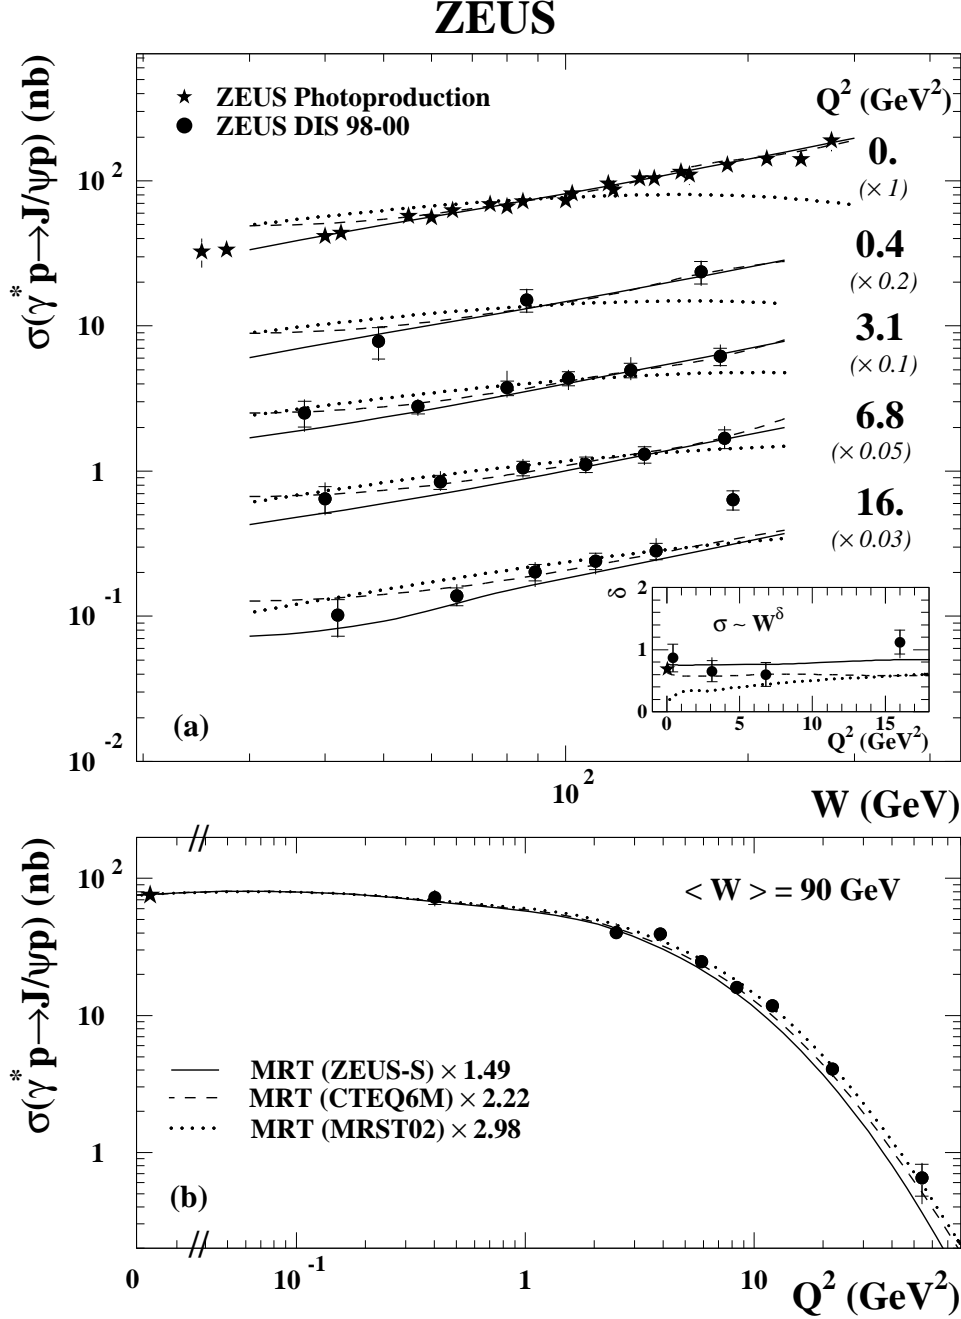 ZEUS
σ(γ* p→J/ψp) (nb)
10²
10
1
10⁻¹
10⁻²
★ ZEUS Photoproduction
● ZEUS DIS 98-00
Q² (GeV²)
0.
(× 1)
0.4
(× 0.2)
3.1
(× 0.1)
6.8
(× 0.05)
16.
(× 0.03)
δ
2
1
0
σ ~ W^δ
0 5 10 15
Q² (GeV²)
(a)
10²
W (GeV)
σ(γ* p→J/ψp) (nb)
10²
10
1
< W > = 90 GeV
MRT (ZEUS-S) × 1.49
MRT (CTEQ6M) × 2.22
MRT (MRST02) × 2.98
(b)
0 10⁻¹ 1 10
Q² (GeV²)